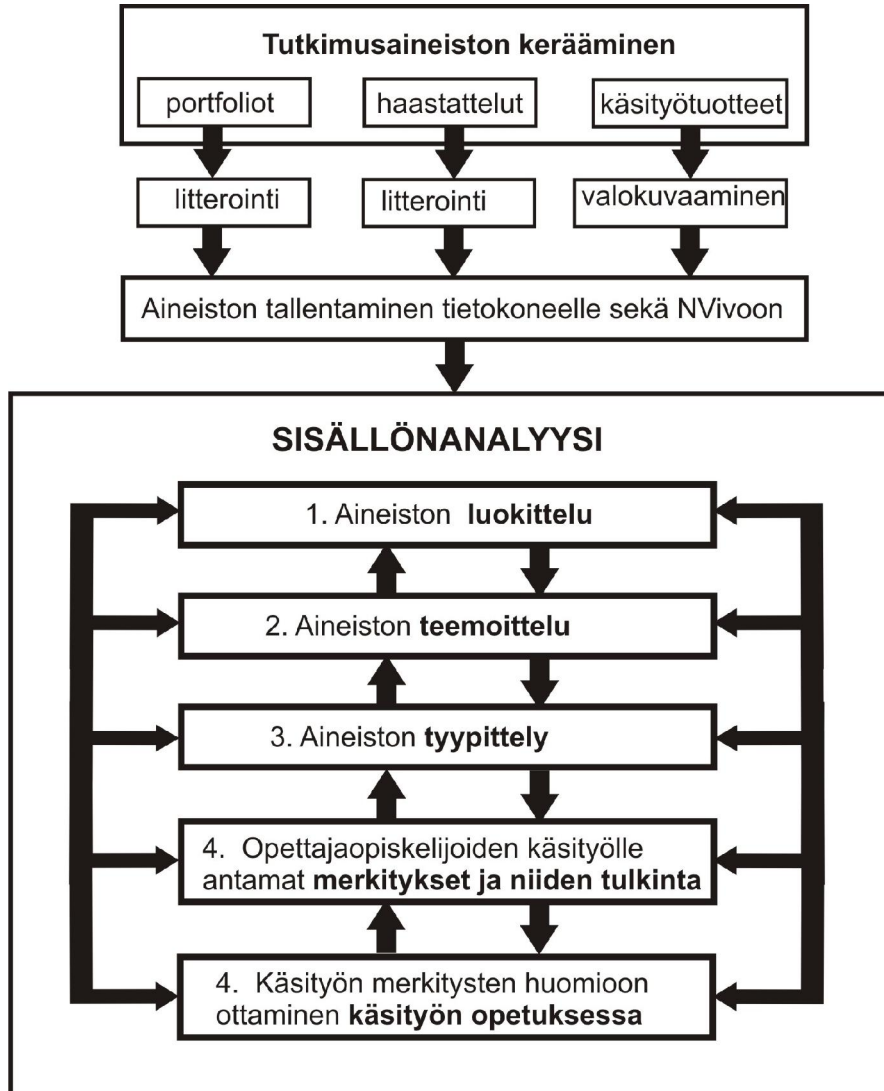 Tutkimusaineiston kerääminen
portfoliot
haastattelut
käsityötuotteet
litterointi
litterointi
valokuvaaminen
Aineiston tallentaminen tietokoneelle sekä NVivoon
SISÄLLÖNANALYYSI
1. Aineiston luokittelu
2. Aineiston teemoittelu
3. Aineiston tyypittely
4. Opettajaopiskelijoiden käsityölle
antamat merkitykset ja niiden tulkinta
4. Käsityön merkitysten huomioon
ottaminen käsityön opetuksessa